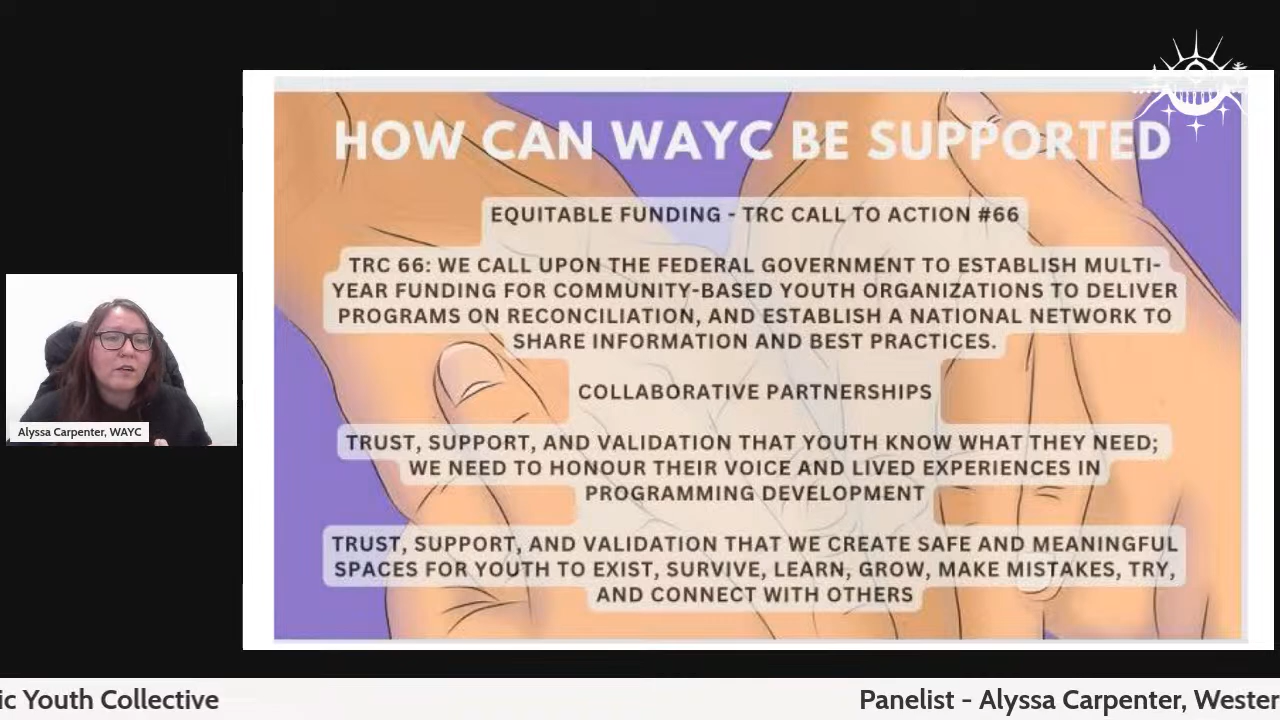 HOW CAN WAYC BE SUPPORTED
EQUITABLE FUNDING - TRC CALL TO ACTION #66
TRC 66: WE CALL UPON THE FEDERAL GOVERNMENT TO ESTABLISH MULTI-
YEAR FUNDING FOR COMMUNITY-BASED YOUTH ORGANIZATIONS TO DELIVER
PROGRAMS ON RECONCILIATION, AND ESTABLISH A NATIONAL NETWORK TO
SHARE INFORMATION AND BEST PRACTICES.
COLLABORATIVE PARTNERSHIPS
TRUST, SUPPORT, AND VALIDATION THAT YOUTH KNOW WHAT THEY NEED;
WE NEED TO HONOUR THEIR VOICE AND LIVED EXPERIENCES IN
PROGRAMMING DEVELOPMENT
TRUST, SUPPORT, AND VALIDATION THAT WE CREATE SAFE AND MEANINGFUL
SPACES FOR YOUTH TO EXIST, SURVIVE, LEARN, GROW, MAKE MISTAKES, TRY,
AND CONNECT WITH OTHERS
Alyssa Carpenter, WAYC
ic Youth Collective
Panelist - Alyssa Carpenter, Wester